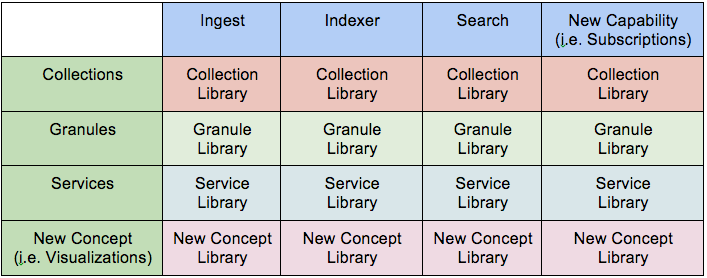 Ingest
Indexer
Search
New Capability
(i.e. Subscriptions)
Collections
Collection
Library
Collection
Library
Collection
Library
Collection
Library
Granules
Granule
Library
Granule
Library
Granule
Library
Granule
Library
Services
Service
Library
Service
Library
Service
Library
Service
Library
New Concept
(i.e. Visualizations)
New Concept
Library
New Concept
Library
New Concept
Library
New Concept
Library